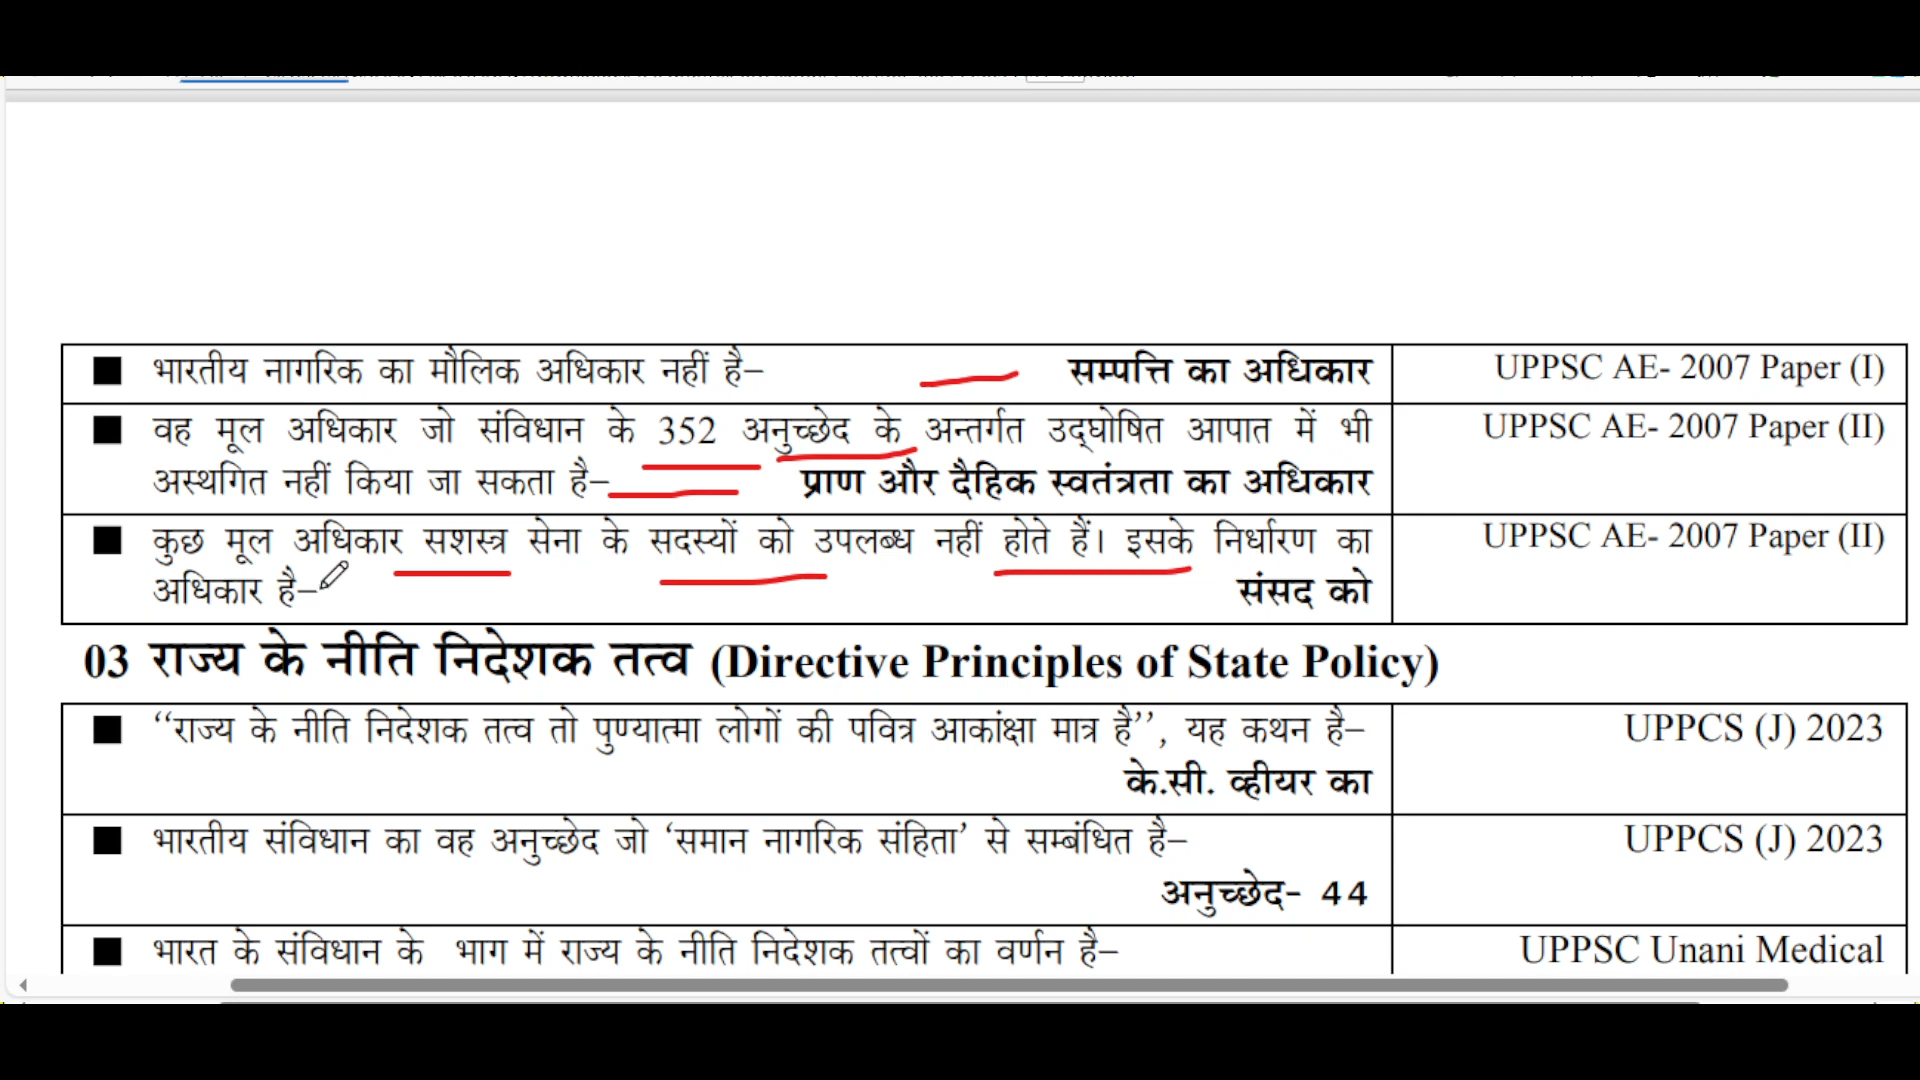 ■ भारतीय नागरिक का मौलिक अधिकार नहीं है– सम्पत्ति का अधिकार UPPSC AE- 2007 Paper (I)
■ वह मूल अधिकार जो संविधान के 352 अनुच्छेद के अन्तर्गत उद्घोषित आपात में भी UPPSC AE- 2007 Paper (II)
अस्थगित नहीं किया जा सकता है– प्राण और दैहिक स्वतंत्रता का अधिकार
■ कुछ मूल अधिकार सशस्त्र सेना के सदस्यों को उपलब्ध नहीं होते हैं। इसके निर्धारण का UPPSC AE- 2007 Paper (II)
अधिकार है– संसद को
03 राज्य के नीति निदेशक तत्व (Directive Principles of State Policy)
■ ‘‘राज्य के नीति निदेशक तत्व तो पुण्यात्मा लोगों की पवित्र आकांक्षा मात्र है’’, यह कथन है– UPPCS (J) 2023
के.सी. व्हीयर का
■ भारतीय संविधान का वह अनुच्छेद जो ‘समान नागरिक संहिता’ से सम्बंधित है– UPPCS (J) 2023
अनुच्छेद- 44
■ भारत के संविधान के भाग में राज्य के नीति निदेशक तत्वों का वर्णन है– UPPSC Unani Medical